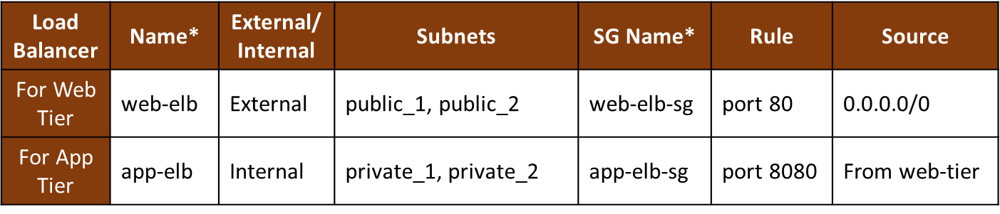 Load Balancer | Name* | External/ Internal | Subnets | SG Name* | Rule | Source
For Web Tier | web-elb | External | public_1, public_2 | web-elb-sg | port 80 | 0.0.0.0/0
For App Tier | app-elb | Internal | private_1, private_2 | app-elb-sg | port 8080 | From web-tier